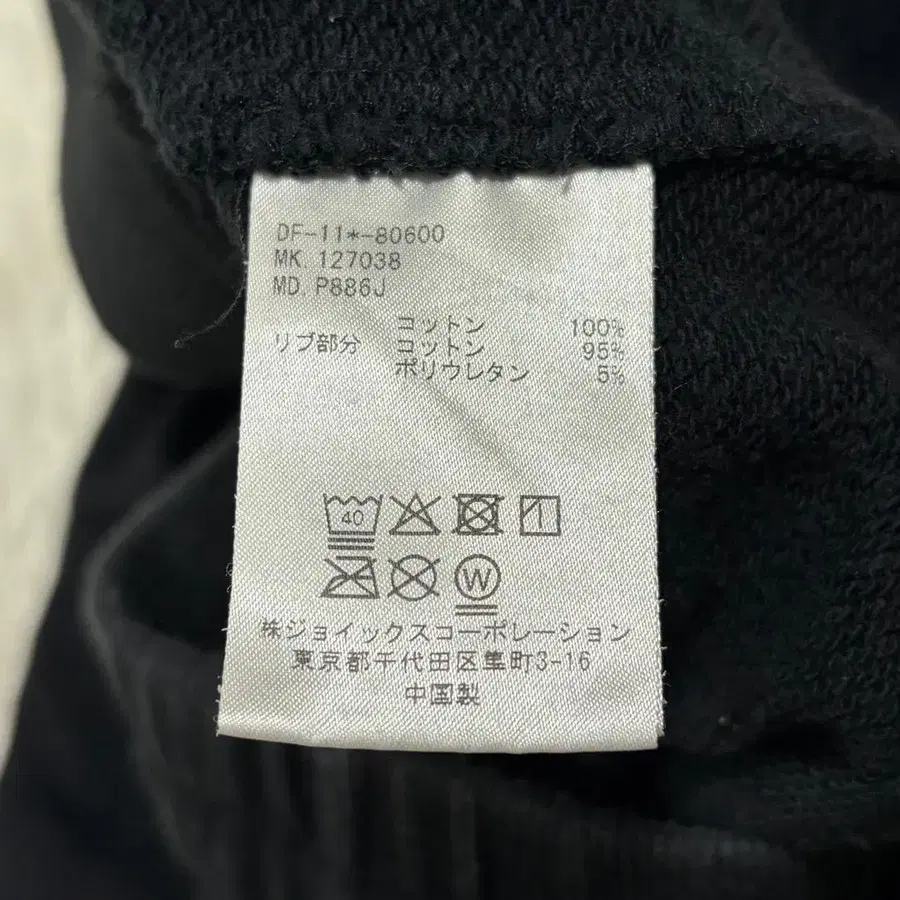 DF-11*-80600
MK 127038
MD. P886J
コットン 100%
リブ部分 コットン 95%
ポリウレタン 5%
40
W
株ジョイックスコーポレーション
東京都千代田区隼町3-16
中国製